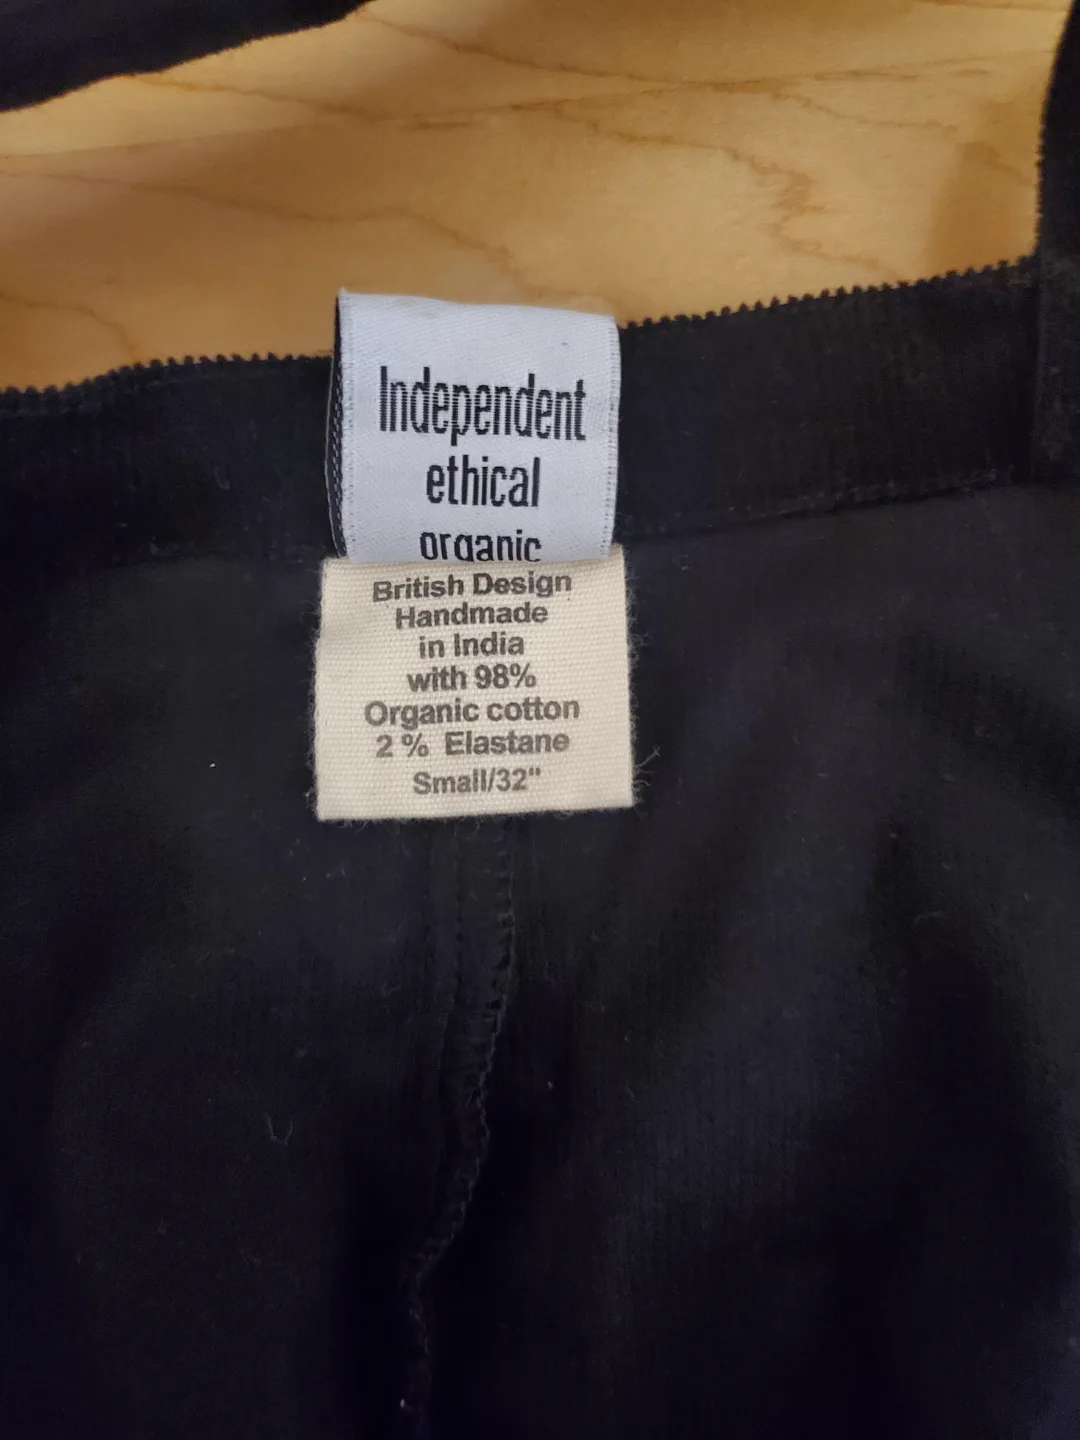 Independent
ethical
organic
British Design
Handmade
in India
with 98%
Organic cotton
2 % Elastane
Small/32"